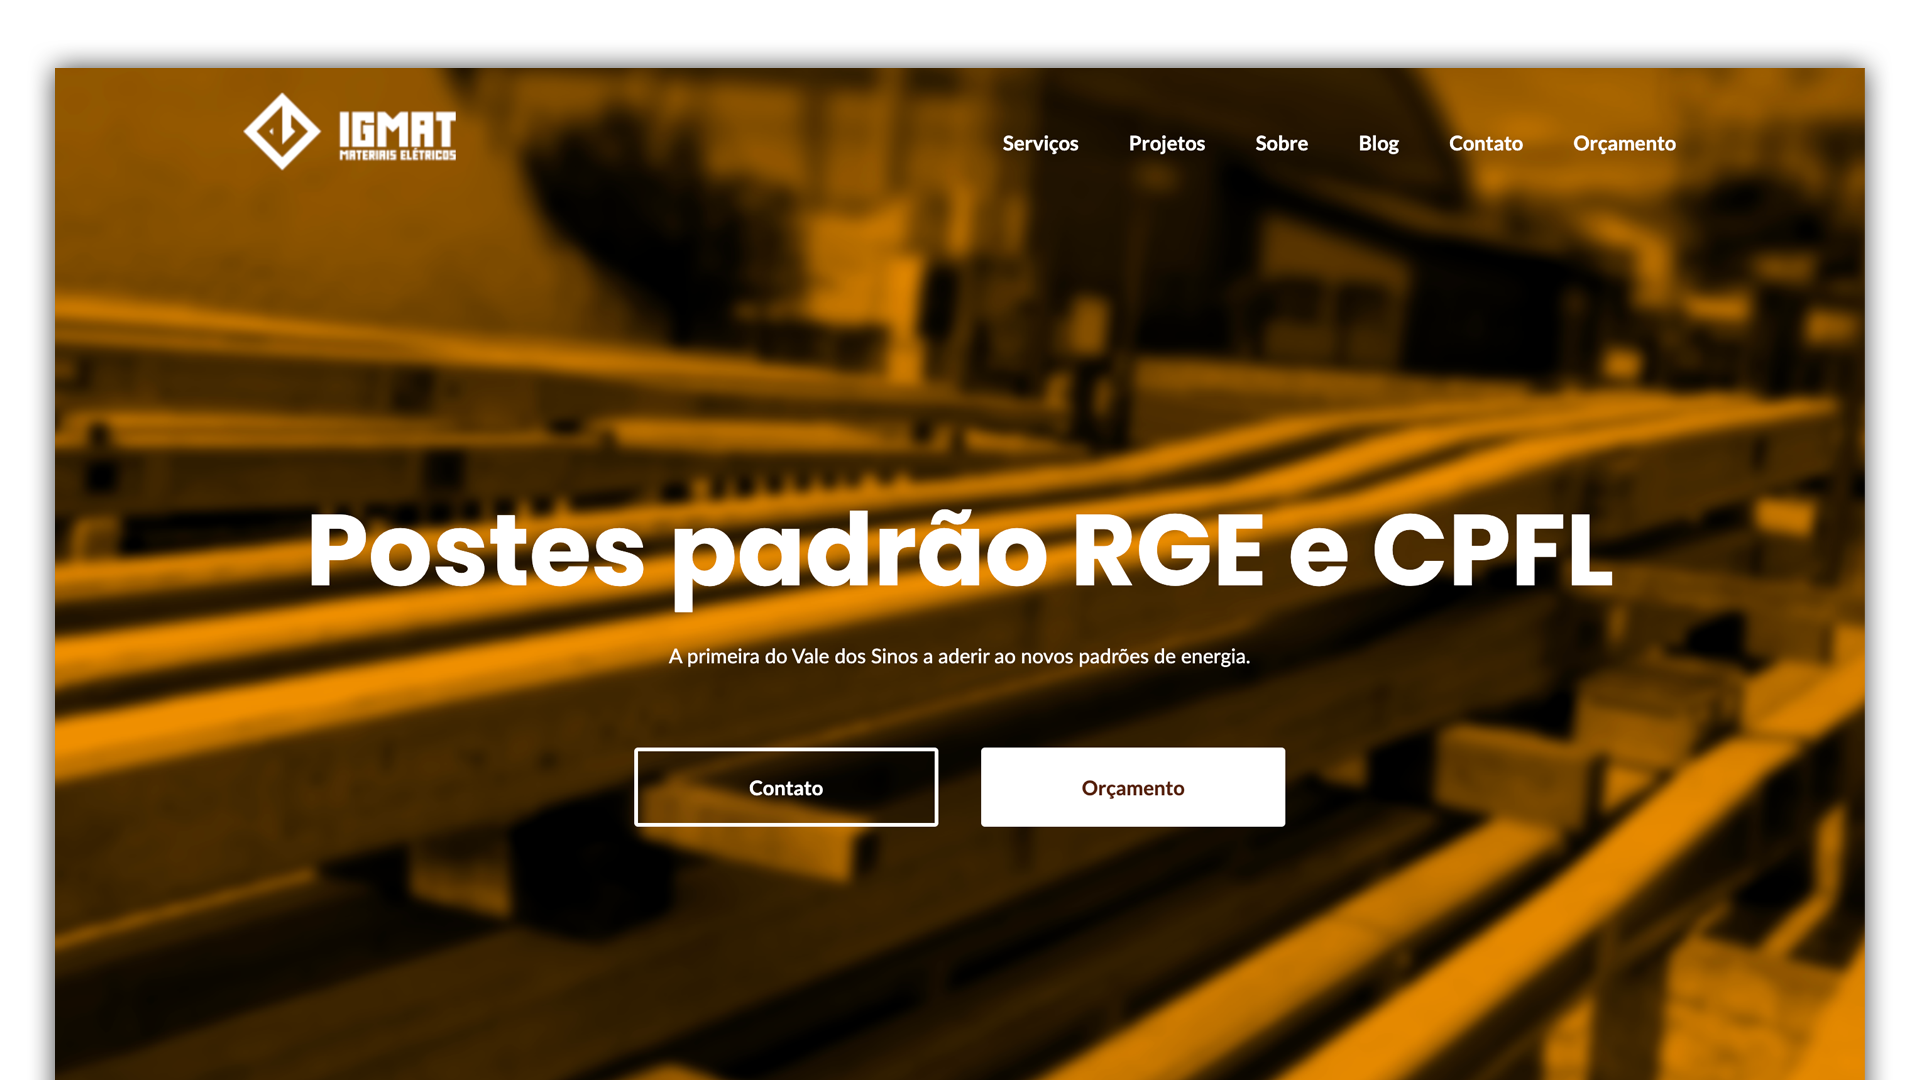 IGMAT
MATERIAIS ELÉTRICOS
Serviços Projetos Sobre Blog Contato Orçamento
Postes padrão RGE e CPFL
A primeira do Vale dos Sinos a aderir ao novos padrões de energia.
Contato Orçamento